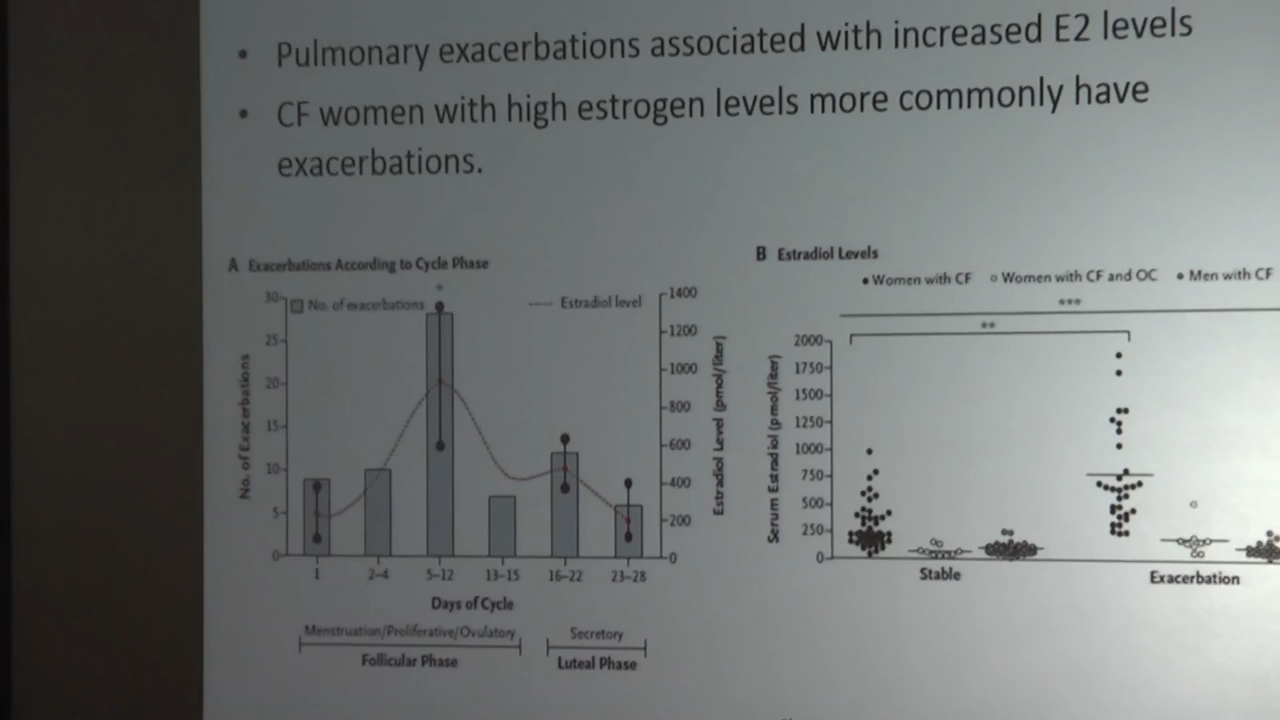 • Pulmonary exacerbations associated with increased E2 levels
• CF women with high estrogen levels more commonly have
exacerbations.
A Exacerbations According to Cycle Phase
No. of exacerbations
Estradiol level
*
No. of Exacerbations
30
25
20
15
10
5
0
1400
1200
1000
800
600
400
200
0
Estradiol Level (pmol/liter)
1 2–4 5–12 13–15 16–22 23–28
Days of Cycle
Menstruation/Proliferative/Ovulatory Secretory
Follicular Phase Luteal Phase
B Estradiol Levels
• Women with CF ○ Women with CF and OC • Men with CF
***
**
Serum Estradiol (pmol/liter)
2000
1750
1500
1250
1000
750
500
250
0
Stable Exacerbation